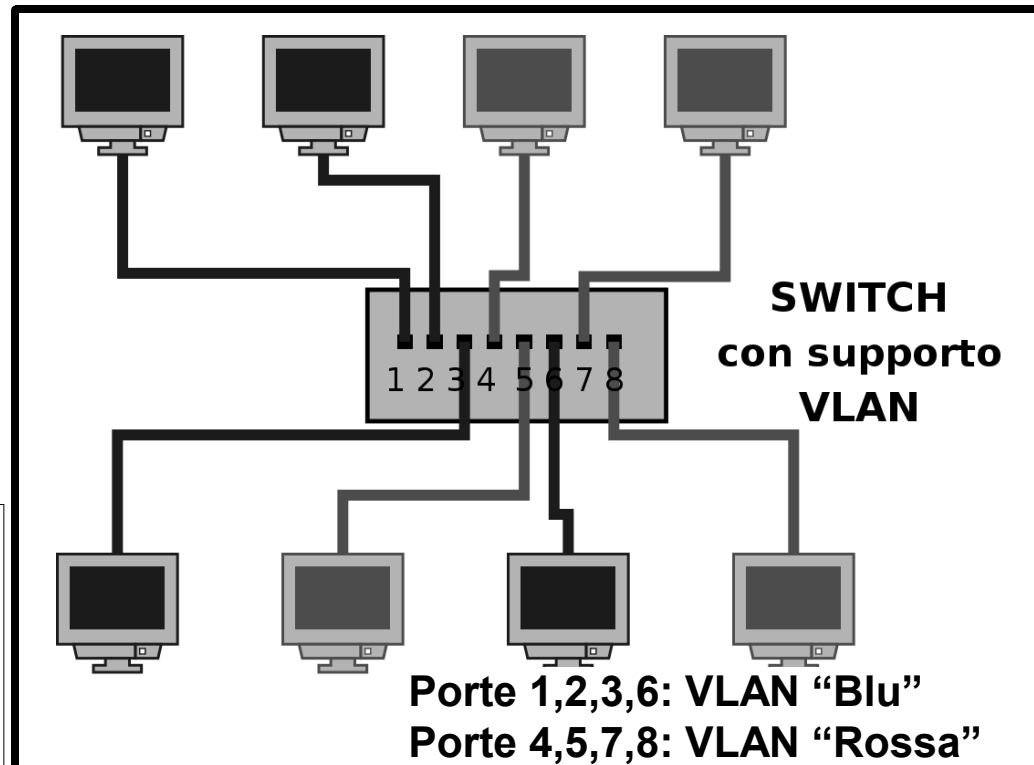 SWITCH
con supporto
VLAN
1 2 3 4 5 6 7 8
Porte 1,2,3,6: VLAN “Blu”
Porte 4,5,7,8: VLAN “Rossa”